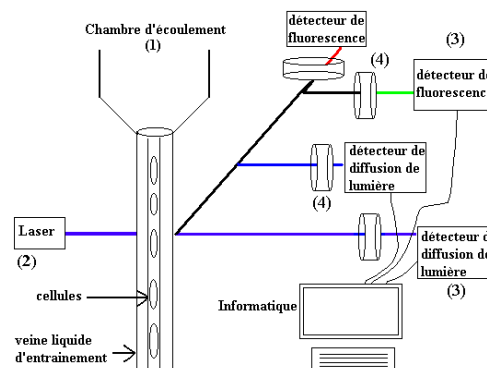 Chambre d'écoulement
(1)
détecteur de
fluorescence
(4)
(3)
détecteur de
fluorescence
détecteur de
diffusion de
lumière
(4)
Laser
(2)
détecteur de
diffusion de
lumière
(3)
cellules
Informatique
veine liquide
d'entrainement